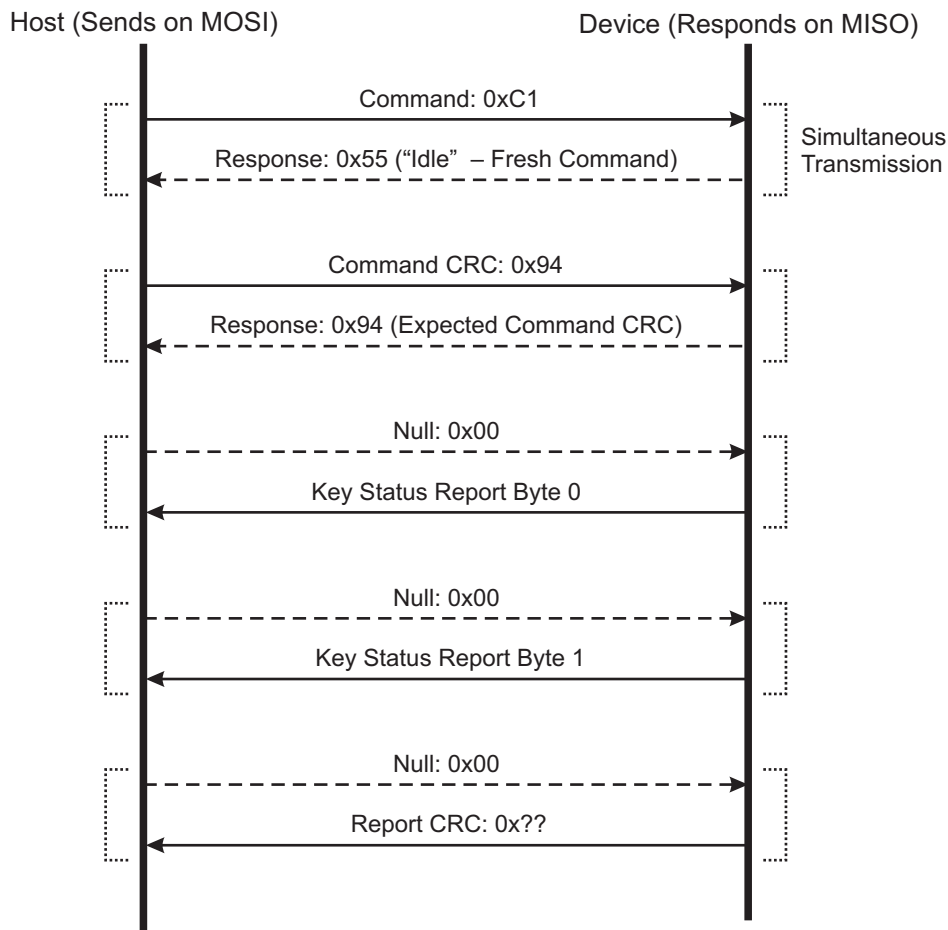 Host (Sends on MOSI)
Device (Responds on MISO)
Command: 0xC1
Simultaneous
Transmission
Response: 0x55 (“Idle” – Fresh Command)
Command CRC: 0x94
Response: 0x94 (Expected Command CRC)
Null: 0x00
Key Status Report Byte 0
Null: 0x00
Key Status Report Byte 1
Null: 0x00
Report CRC: 0x??